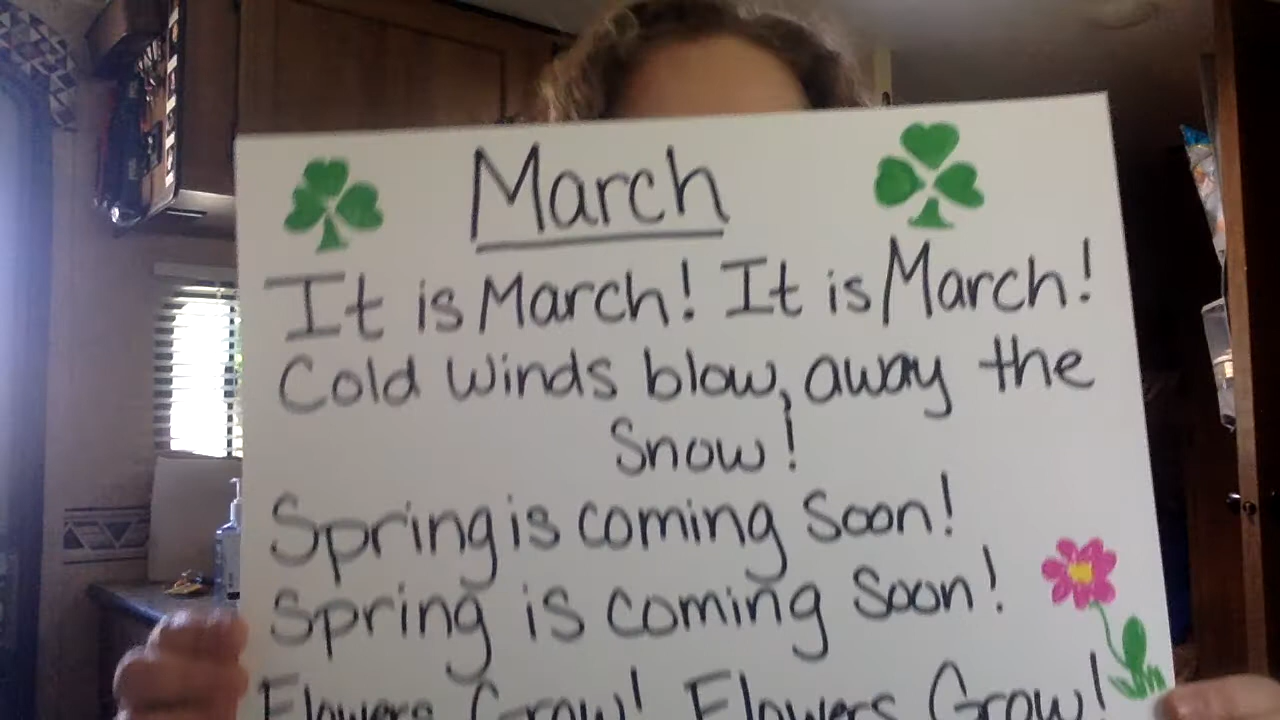 March
It is March! It is March!
Cold winds blow, away the
Snow!
Spring is coming Soon!
Spring is coming Soon!
Flowers Grow! Flowers Grow!